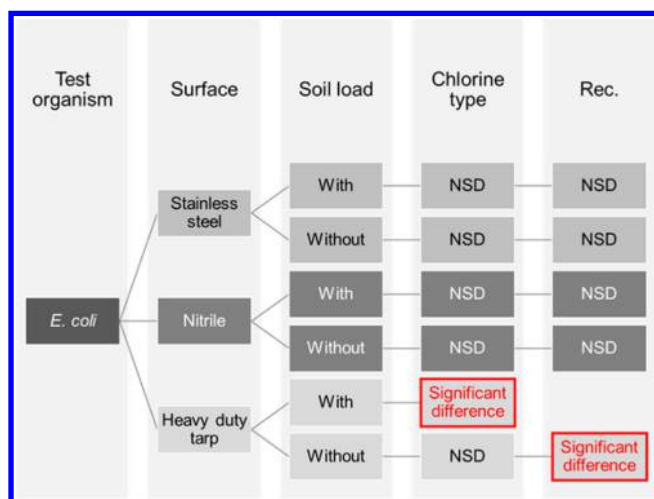 Test
organism
Surface
Soil load
Chlorine
type
Rec.
With
NSD
NSD
Stainless
steel
Without
NSD
NSD
E. coli
Nitrile
With
NSD
NSD
Without
NSD
NSD
Heavy duty
tarp
With
Significant
difference
Without
NSD
Significant
difference